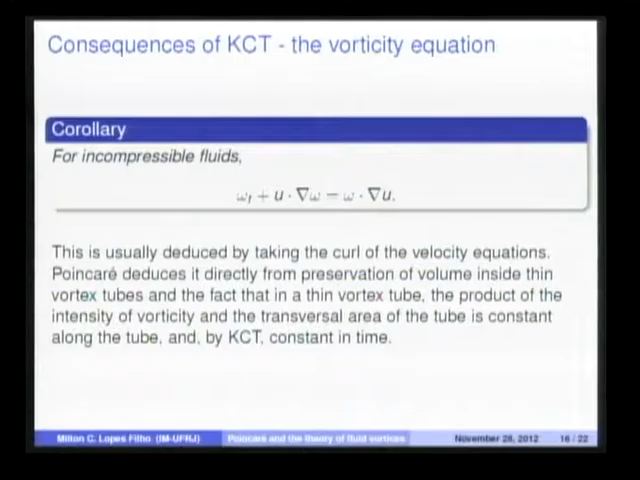 Consequences of KCT - the vorticity equation
Corollary
For incompressible fluids,
ωt + u · ∇ω = ω · ∇u.
This is usually deduced by taking the curl of the velocity equations.
Poincaré deduces it directly from preservation of volume inside thin
vortex tubes and the fact that in a thin vortex tube, the product of the
intensity of vorticity and the transversal area of the tube is constant
along the tube, and, by KCT, constant in time.
Milton C. Lopes Filho (IM-UFRJ) Poincaré and the theory of fluid vortices November 28, 2012 16 / 22